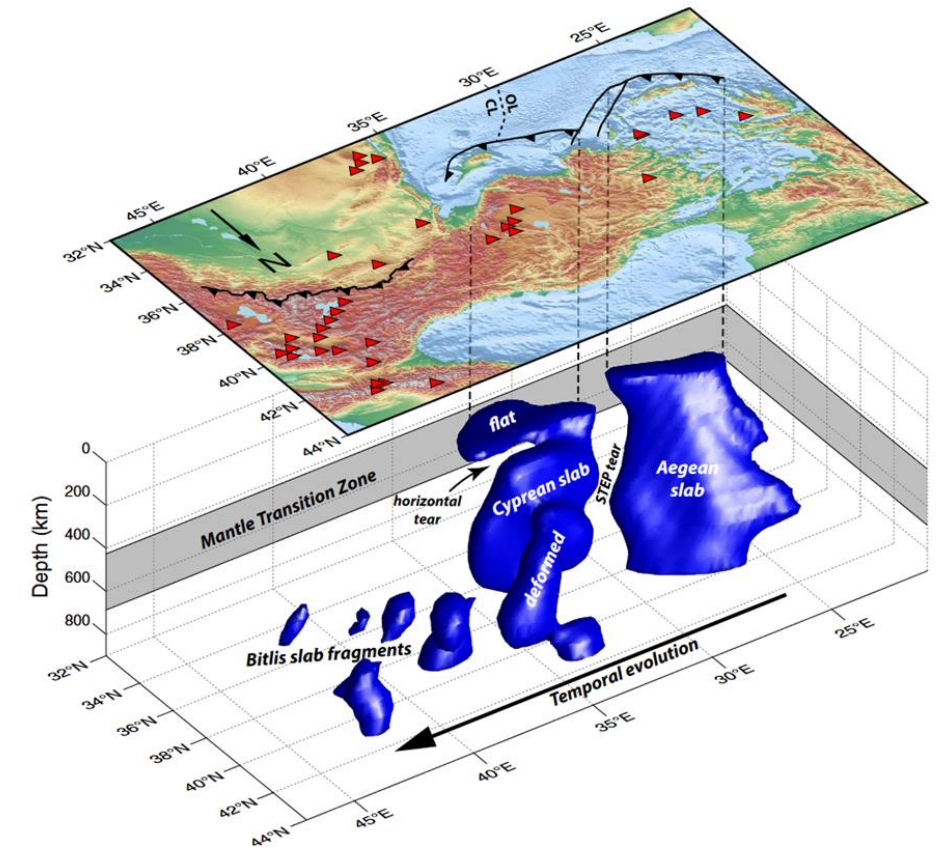 25°E
30°E
OL
CL
35°E
40°E
45°E
32°N
N
34°N
36°N
38°N
40°N
42°N
44°N
0
200
400
600
800
Depth (km)
Mantle Transition Zone
flat
horizontal
tear
Cyprean slab
STEP tear
Aegean
slab
deformed
Bitlis slab fragments
Temporal evolution
32°N
34°N
36°N
38°N
40°N
42°N
44°N
45°E
40°E
35°E
30°E
25°E